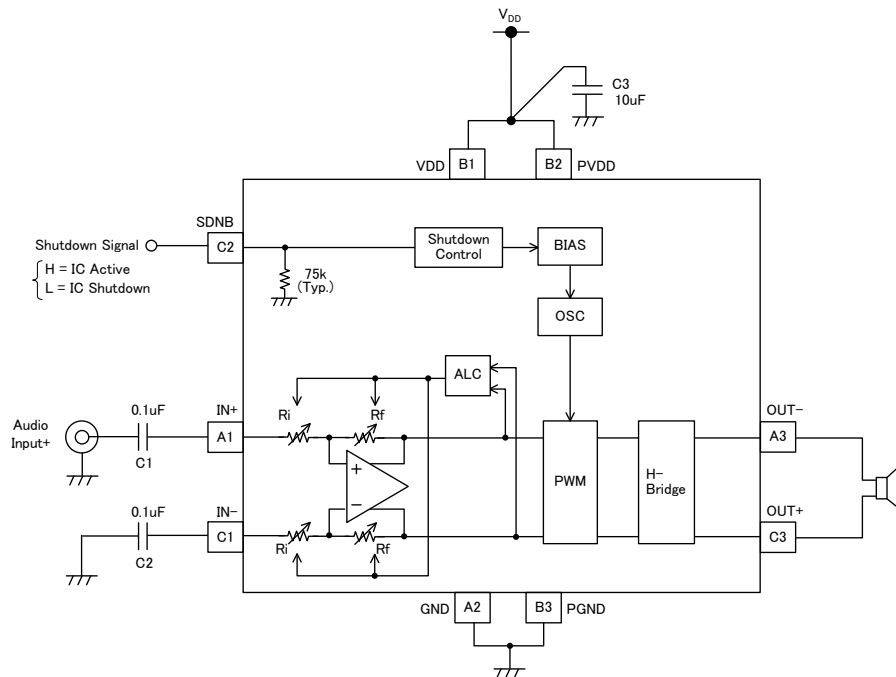 VDD
C3
10uF
VDD
B1
B2
PVDD
SDNB
Shutdown Signal
C2
H = IC Active
L = IC Shutdown
75k
(Typ.)
Shutdown
Control
BIAS
OSC
ALC
Audio
Input+
0.1uF
C1
IN+
A1
Ri
Rf
+
−
PWM
H-
Bridge
OUT-
A3
0.1uF
C2
IN-
C1
Ri
Rf
OUT+
C3
GND
A2
B3
PGND